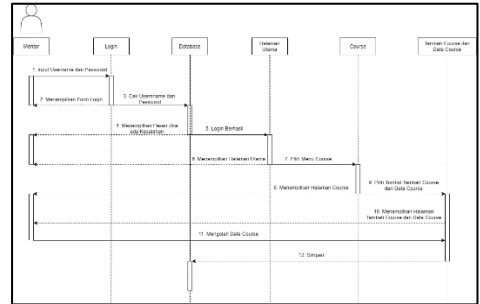 Mentor
Login
Database
Halaman
Utama
Course
Tambah Course dan
Data Course
1. Input Username dan Password
2. Menampilkan Form Login
3. Cek Username dan
Password
4. Menampilkan Pesan Jika
ada Kesalahan
5. Login Berhasil
6. Menampilkan Halaman Utama
7. Pilih Menu Course
8. Menampilkan Halaman Course
9. Pilih Tombol Tambah Course
dan Data Course
10. Menampilkan Halaman
Tambah Course dan Data Course
11. Mengolah Data Course
12. Simpan